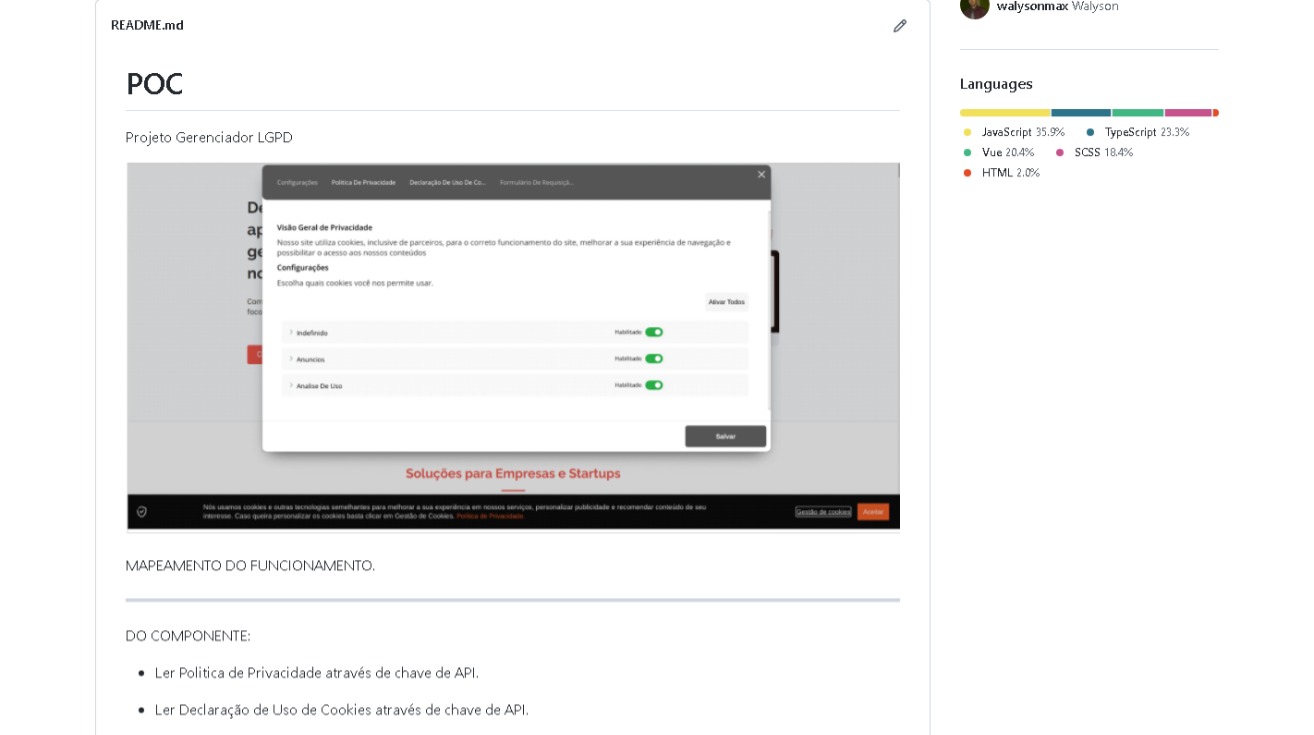 README.md
POC
Projeto Gerenciador LGPD
Configurações Politica De Privacidade Declaração De Uso De Co... Formulário De Requisiçã...
De
ap
ge
no
Com
foco
Visão Geral de Privacidade
Nosso site utiliza cookies, inclusive de parceiros, para o correto funcionamento do site, melhorar a sua experiência de navegação e
possibilitar o acesso aos nossos conteúdos
Configurações
Escolha quais cookies você nos permite usar.
Ativar Todos
Indefinido Habilitado
Anuncios Habilitado
Analise De Uso Habilitado
Salvar
Soluções para Empresas e Startups
Nós usamos cookies e outras tecnologias semelhantes para melhorar a sua experiência em nossos serviços, personalizar publicidade e recomendar conteúdo de seu
interesse. Caso queira personalizar os cookies basta clicar em Gestão de Cookies. Política de Privacidade.
Gestão de cookies Aceitar
MAPEAMENTO DO FUNCIONAMENTO.
DO COMPONENTE:
Ler Politica de Privacidade através de chave de API.
Ler Declaração de Uso de Cookies através de chave de API.
walysonmax Walyson
Languages
JavaScript 35.9% TypeScript 23.3%
Vue 20.4% SCSS 18.4%
HTML 2.0%